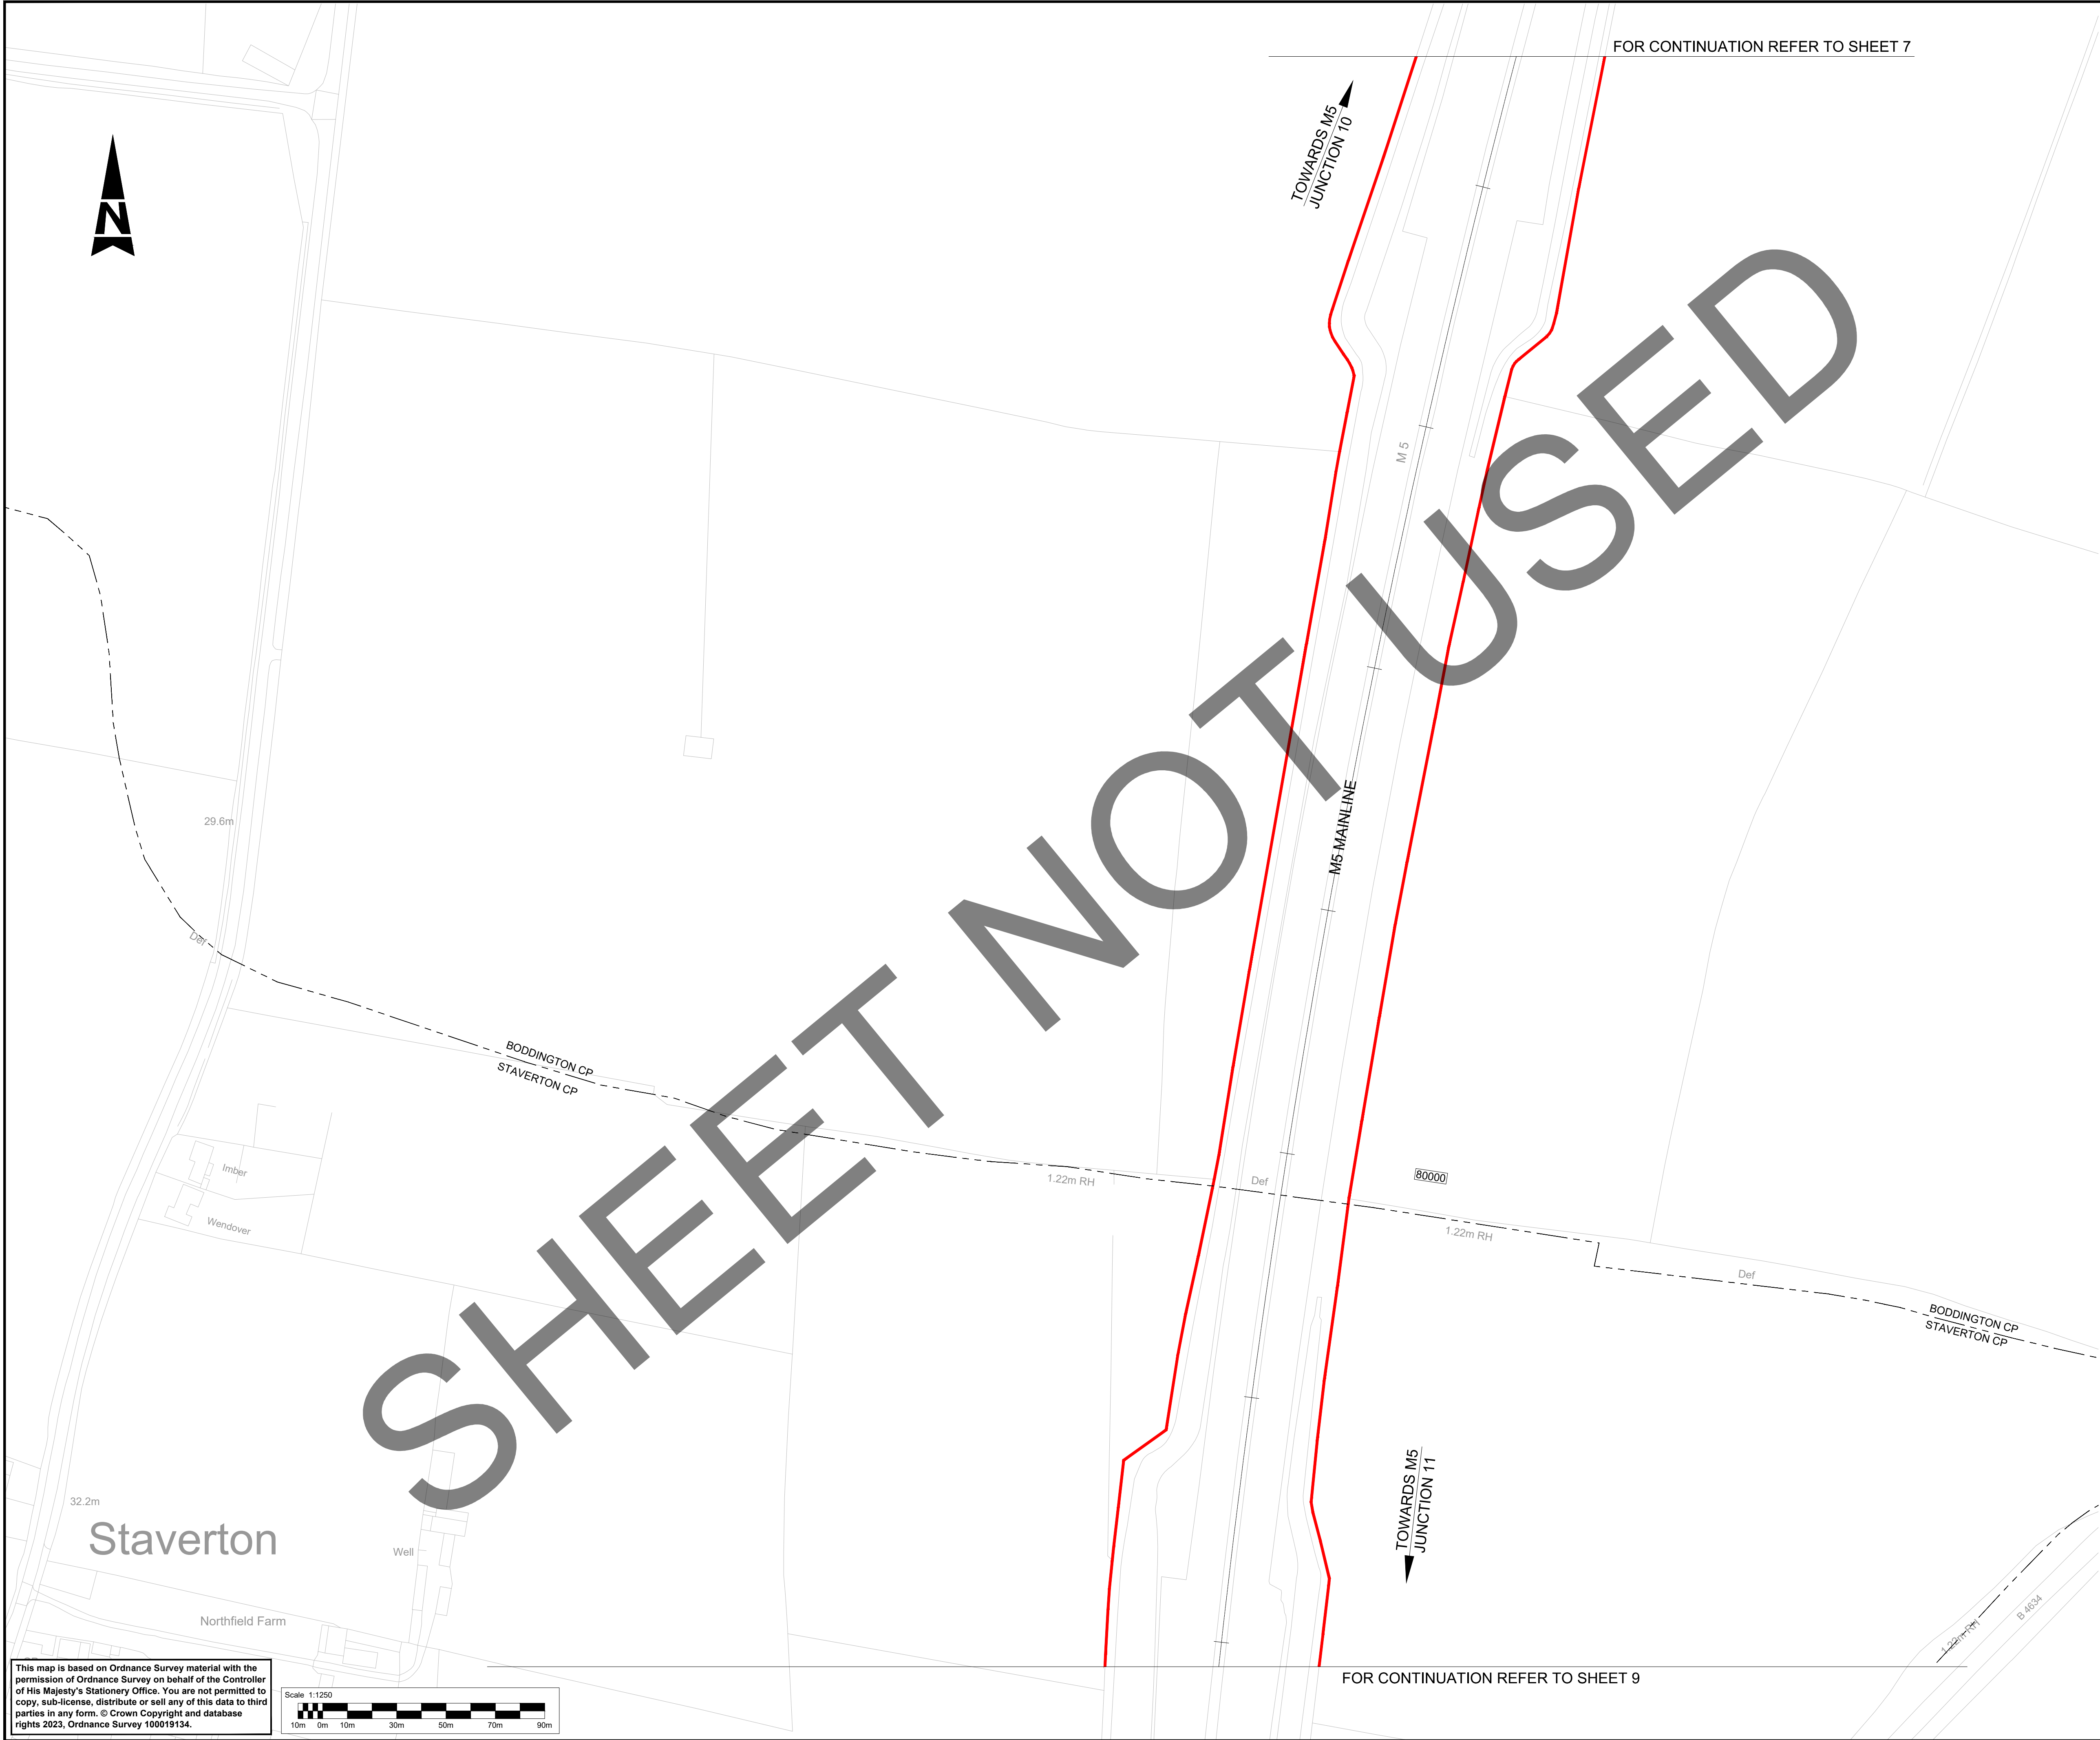 FOR CONTINUATION REFER TO SHEET 7
TOWARDS M5
JUNCTION 10
N
M 5
SHEET NOT USED
M5 MAINLINE
29.6m
Def
BODDINGTON CP
STAVERTON CP
1.22m RH
Def
80000
1.22m RH
Def
BODDINGTON CP
STAVERTON CP
Imber
Wendover
TOWARDS M5
JUNCTION 11
32.2m
Staverton
Well
Northfield Farm
B 4634
1.22m RH
FOR CONTINUATION REFER TO SHEET 9
This map is based on Ordnance Survey material with the
permission of Ordnance Survey on behalf of the Controller
of His Majesty's Stationery Office. You are not permitted to
copy, sub-license, distribute or sell any of this data to third
parties in any form. © Crown Copyright and database
rights 2023, Ordnance Survey 100019134.
Scale 1:1250
10m 0m 10m 30m 50m 70m 90m